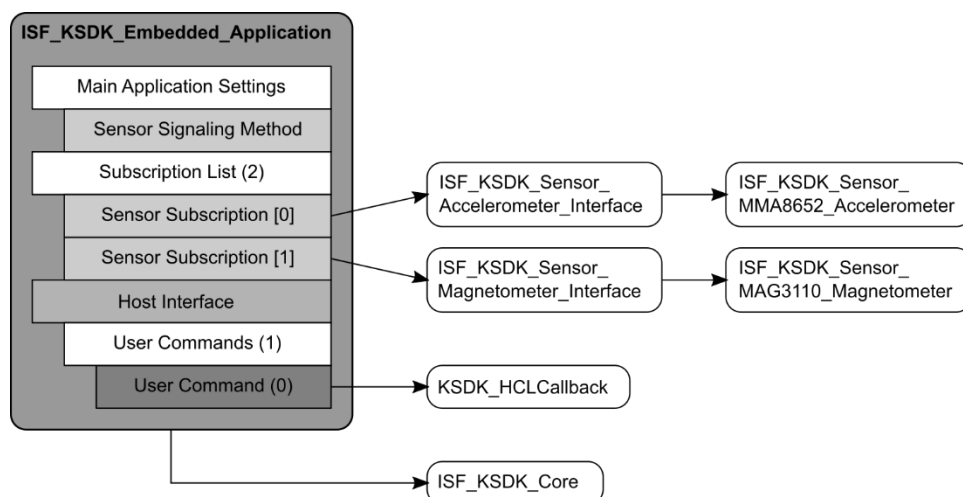 ISF_KSDK_Embedded_Application
Main Application Settings
Sensor Signaling Method
Subscription List (2)
Sensor Subscription [0]
Sensor Subscription [1]
Host Interface
User Commands (1)
User Command (0)
ISF_KSDK_Sensor_
Accelerometer_Interface
ISF_KSDK_Sensor_
MMA8652_Accelerometer
ISF_KSDK_Sensor_
Magnetometer_Interface
ISF_KSDK_Sensor_
MAG3110_Magnetometer
KSDK_HCLCallback
ISF_KSDK_Core